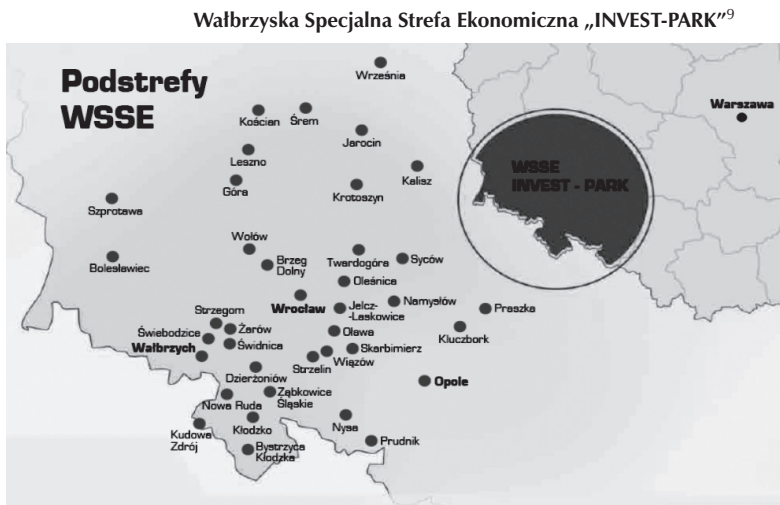 Wałbrzyska Specjalna Strefa Ekonomiczna „INVEST-PARK”9
Podstrefy
WSSE
Września
Warszawa
Kościan
Śrem
Jarocin
Leszno
Kalisz
WSSE
INVEST - PARK
Góra
Krotoszyn
Szprotawa
Wołów
Brzeg
Dolny
Twardogóra
Syców
Bolesławiec
Oleśnica
Wrocław
Jelcz-
-Laskowice
Namysłów
Praszka
Strzegom
Żarów
Świebodzice
Oława
Kluczbork
Wałbrzych
Świdnica
Skarbimierz
Strzelin
Wiązów
Dzierżoniów
Opole
Ząbkowice
Śląskie
Nowa Ruda
Kłodzko
Nysa
Kudowa
Zdrój
Bystrzyca
Kłodzka
Prudnik